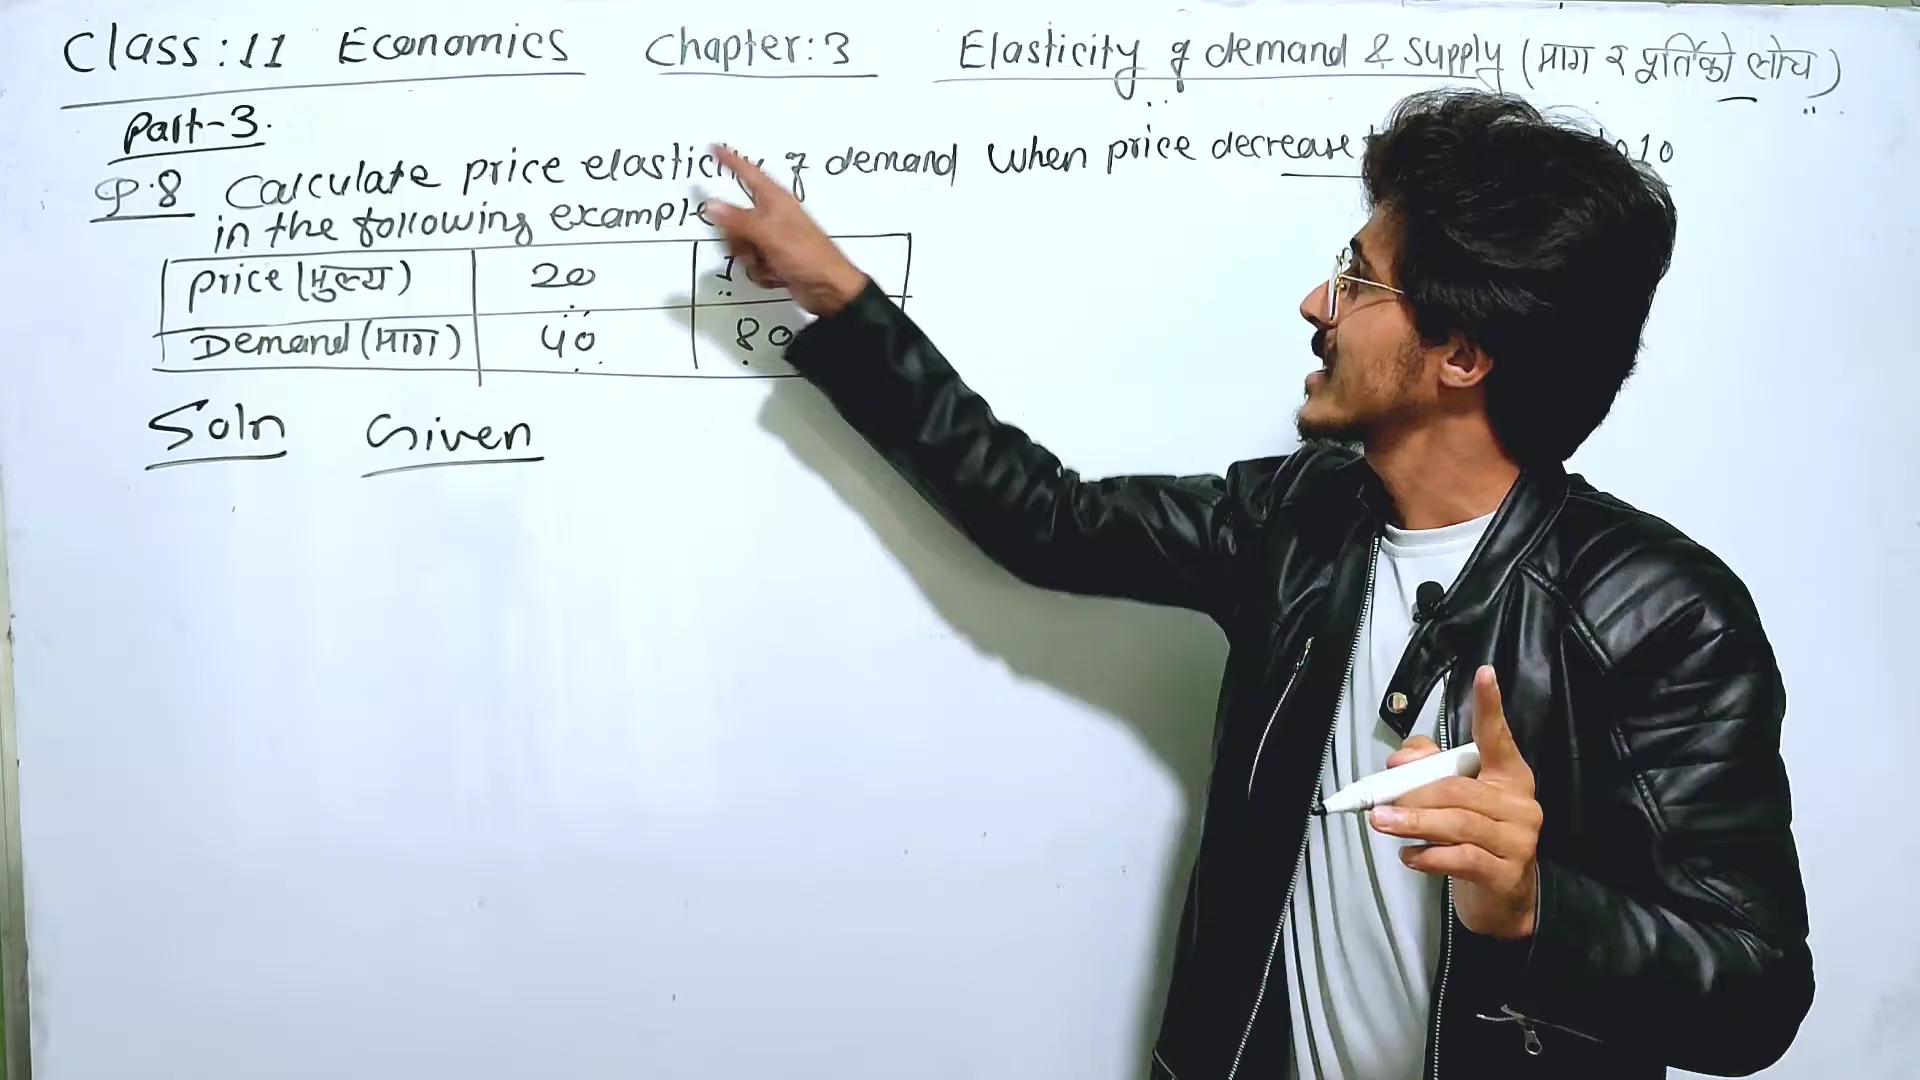 Class:11 Economics Chapter:3 Elasticity of demand & supply (माग र पूर्तिको लोच)
Part-3.
Q.8 Calculate price elasticity of demand when price decrease 10
in the following example
price (मुल्य) 20
Demand (माग) 40 80
Soln Given